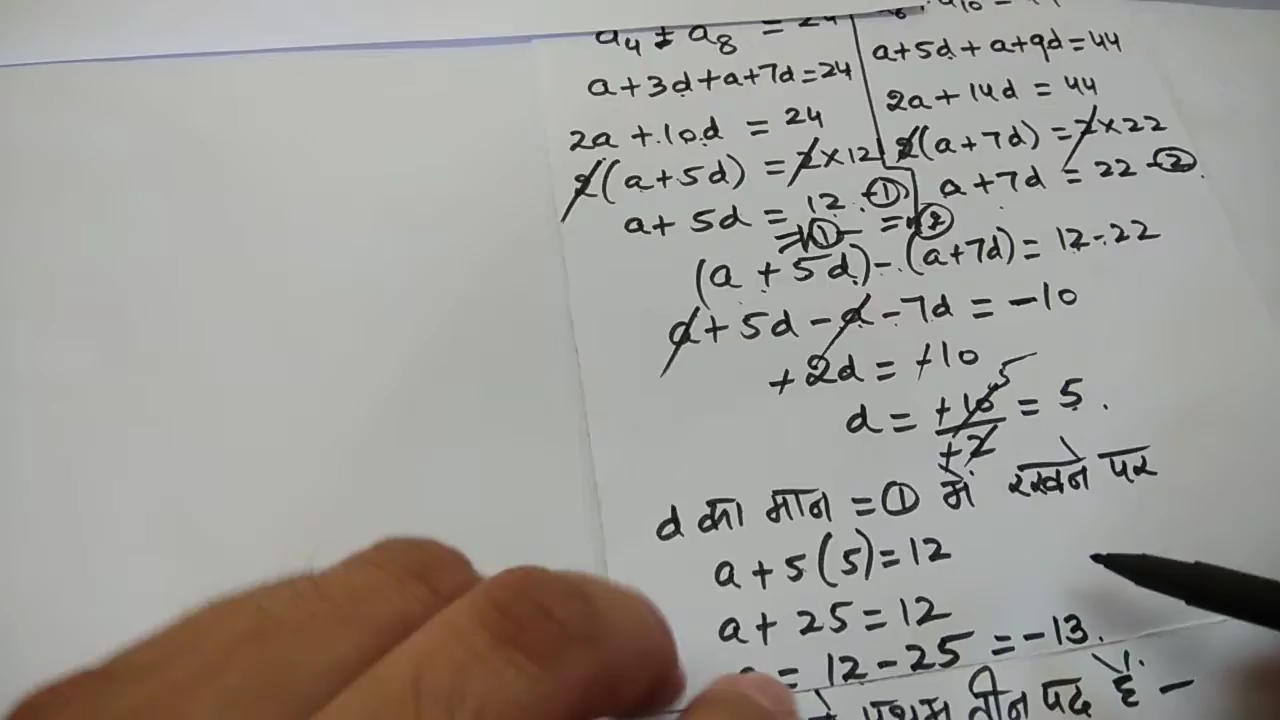 a4 + a8 = 24
a+3d+a+7d=24
2a+10d = 24
2(a+5d) = 2×12
a+5d = 12 -①
a+5d+a+9d=44
2a+14d = 44
2(a+7d) = 2×22
a+7d = 22 -②
(a+5d)-(a+7d)= 12-22
a+5d-a-7d = -10
+2d = +10
d = +10/+2 = 5.
d का मान = ① में रखने पर
a+5(5)=12
a+25=12
= 12-25 = -13.
प्रथम तीन पद हैं -